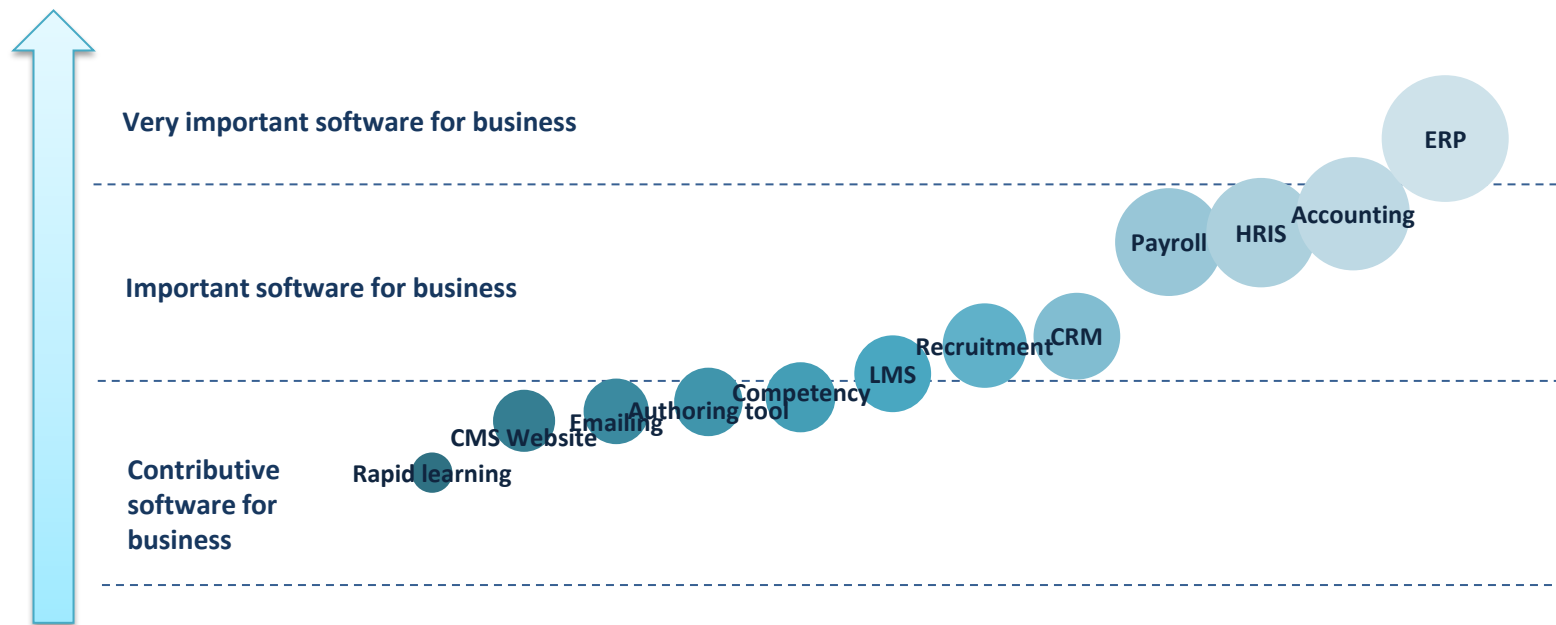 Very important software for business
ERP
Accounting
HRIS
Payroll
Important software for business
CRM
Recruitment
LMS
Competency
Authoring tool
Emailing
CMS Website
Rapid learning
Contributive
software for
business